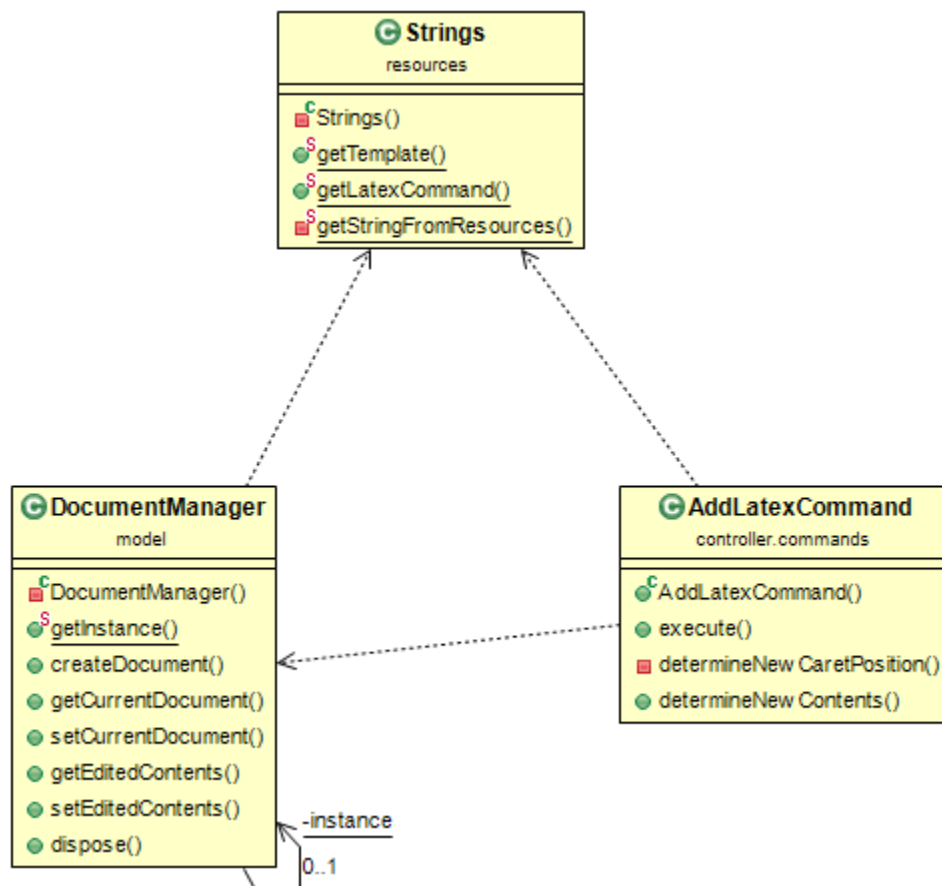 C Strings
resources
C Strings()
S getTemplate()
S getLatexCommand()
S getStringFromResources()
C DocumentManager
model
C DocumentManager()
S getInstance()
createDocument()
getCurrentDocument()
setCurrentDocument()
getEditedContents()
setEditedContents()
dispose()
C AddLatexCommand
controller.commands
C AddLatexCommand()
execute()
determineNewCaretPosition()
determineNewContents()
-instance
0..1